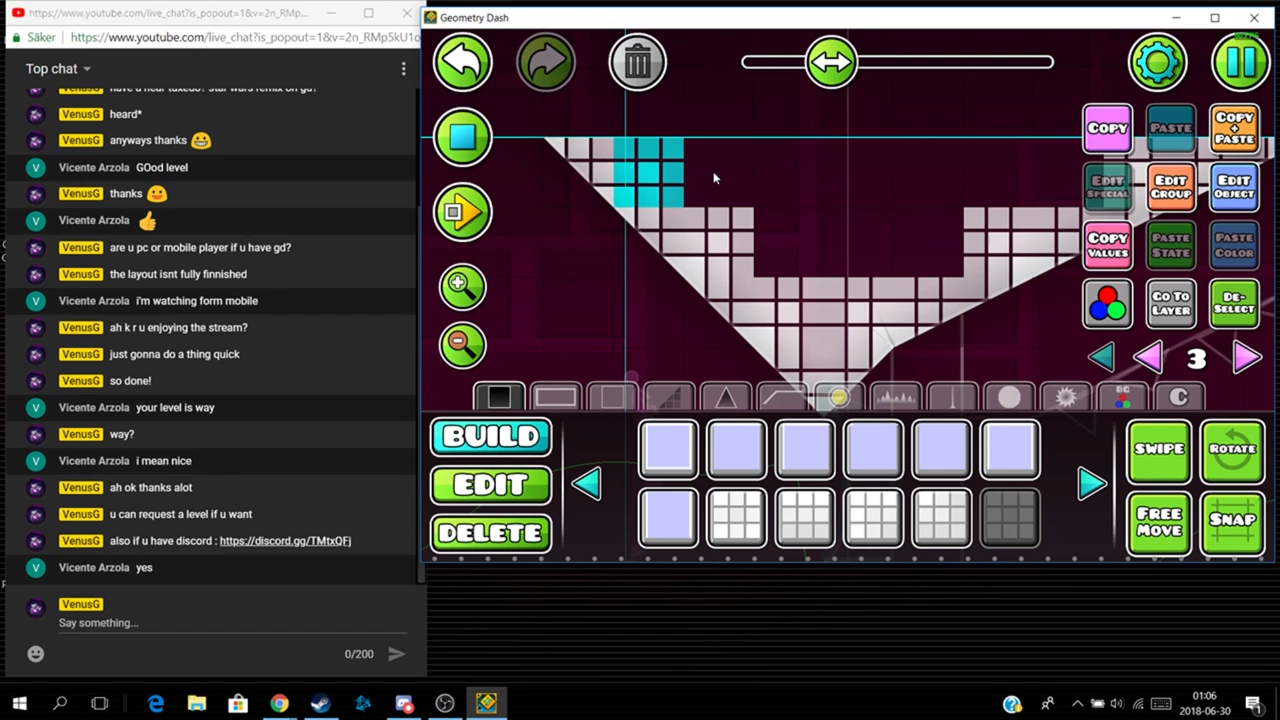 https://www.youtube.com/live_chat?is_popout=1&v=2n_RMp...
Säker
https://www.youtube.com/live_chat?is_popout=1&v=2n_RMp5kU1o
Top chat
VenusG
VenusG heard*
VenusG anyways thanks
V Vicente Arzola GOod level
VenusG thanks
V Vicente Arzola
VenusG are u pc or mobile player if u have gd?
VenusG the layout isnt fully finnished
V Vicente Arzola i'm watching form mobile
VenusG ah k r u enjoying the stream?
VenusG just gonna do a thing quick
VenusG so done!
V Vicente Arzola your level is way
VenusG way?
V Vicente Arzola i mean nice
VenusG ah ok thanks alot
VenusG u can request a level if u want
VenusG also if u have discord : https://discord.gg/TMtxQFj
V Vicente Arzola yes
VenusG
Say something...
0/200
Geometry Dash
COPY
PASTE
COPY + PASTE
EDIT SPECIAL
EDIT GROUP
EDIT OBJECT
COPY VALUES
PASTE STATE
PASTE COLOR
GO TO LAYER
DE-SELECT
3
BG
C
BUILD
EDIT
DELETE
SWIPE
ROTATE
FREE MOVE
SNAP
01:06
2018-06-30
1